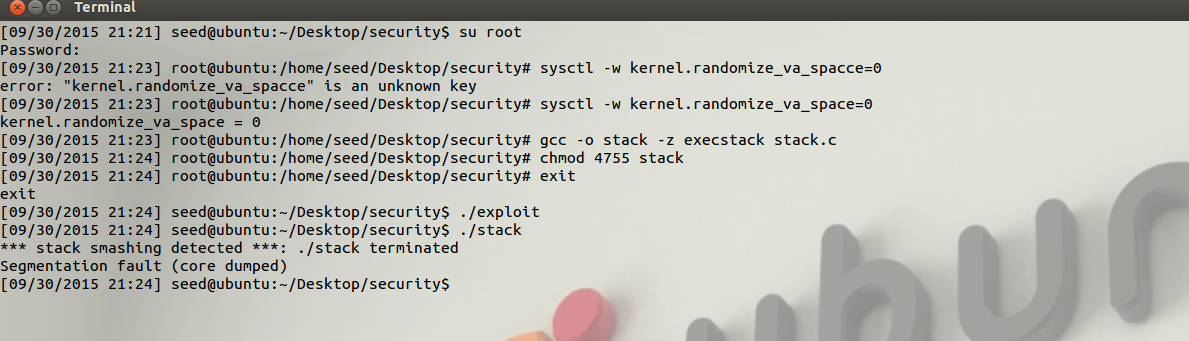 Terminal
[09/30/2015 21:21] seed@ubuntu:~/Desktop/security$ su root
Password:
[09/30/2015 21:23] root@ubuntu:/home/seed/Desktop/security# sysctl -w kernel.randomize_va_spacce=0
error: "kernel.randomize_va_spacce" is an unknown key
[09/30/2015 21:23] root@ubuntu:/home/seed/Desktop/security# sysctl -w kernel.randomize_va_space=0
kernel.randomize_va_space = 0
[09/30/2015 21:23] root@ubuntu:/home/seed/Desktop/security# gcc -o stack -z execstack stack.c
[09/30/2015 21:24] root@ubuntu:/home/seed/Desktop/security# chmod 4755 stack
[09/30/2015 21:24] root@ubuntu:/home/seed/Desktop/security# exit
exit
[09/30/2015 21:24] seed@ubuntu:~/Desktop/security$ ./exploit
[09/30/2015 21:24] seed@ubuntu:~/Desktop/security$ ./stack
*** stack smashing detected ***: ./stack terminated
Segmentation fault (core dumped)
[09/30/2015 21:24] seed@ubuntu:~/Desktop/security$